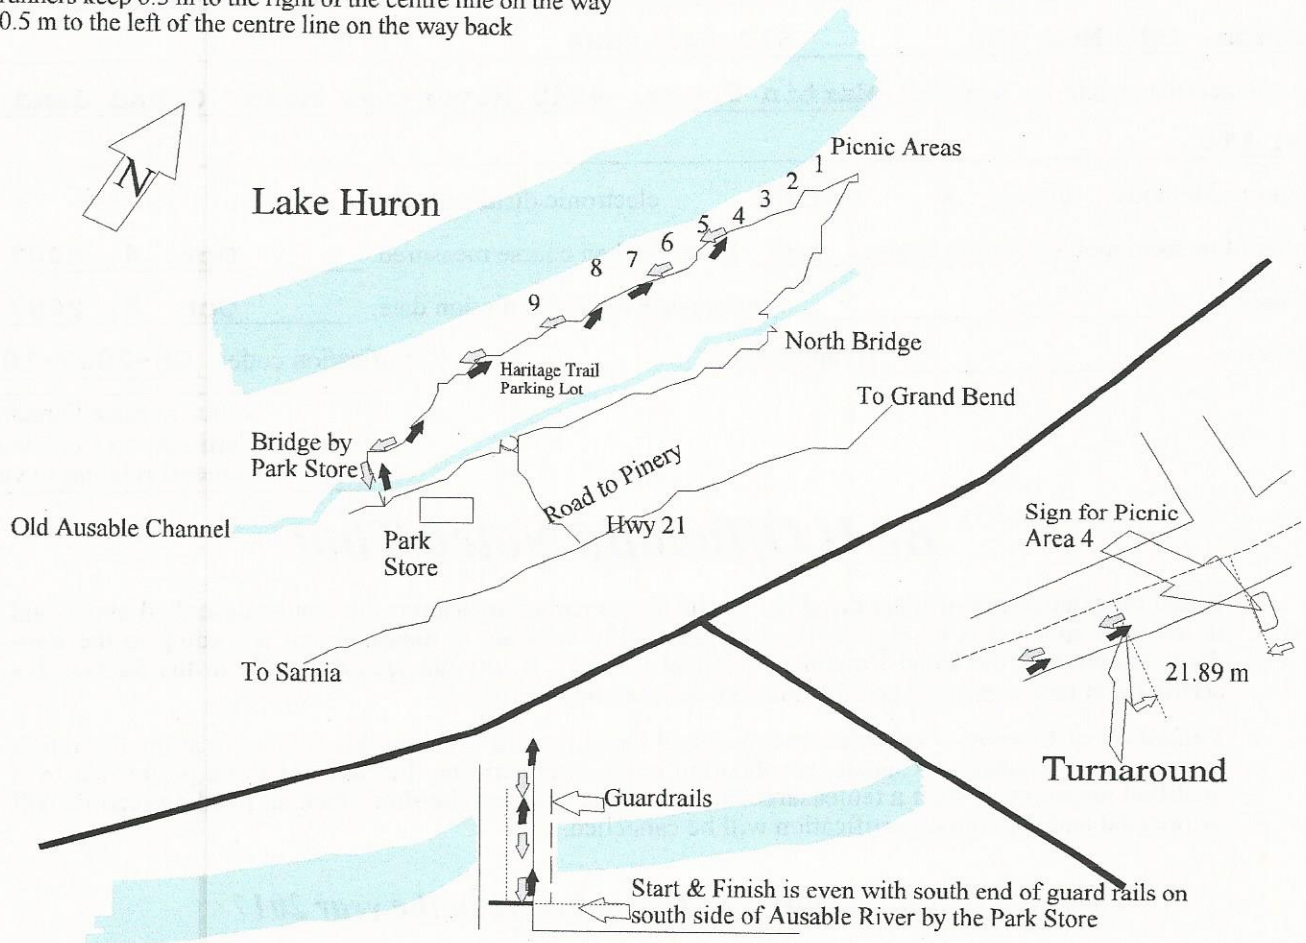 runners keep 0.5 m to the right of the centre line on the way
0.5 m to the left of the centre line on the way back
Picnic Areas
1
2
3
4
5
6
7
8
9
N
Lake Huron
Haritage Trail
Parking Lot
North Bridge
To Grand Bend
Bridge by
Park Store
Road to Pinery
Hwy 21
Old Ausable Channel
Park
Store
To Sarnia
Sign for Picnic
Area 4
21.89 m
Turnaround
Guardrails
Start & Finish is even with south end of guard rails on
south side of Ausable River by the Park Store